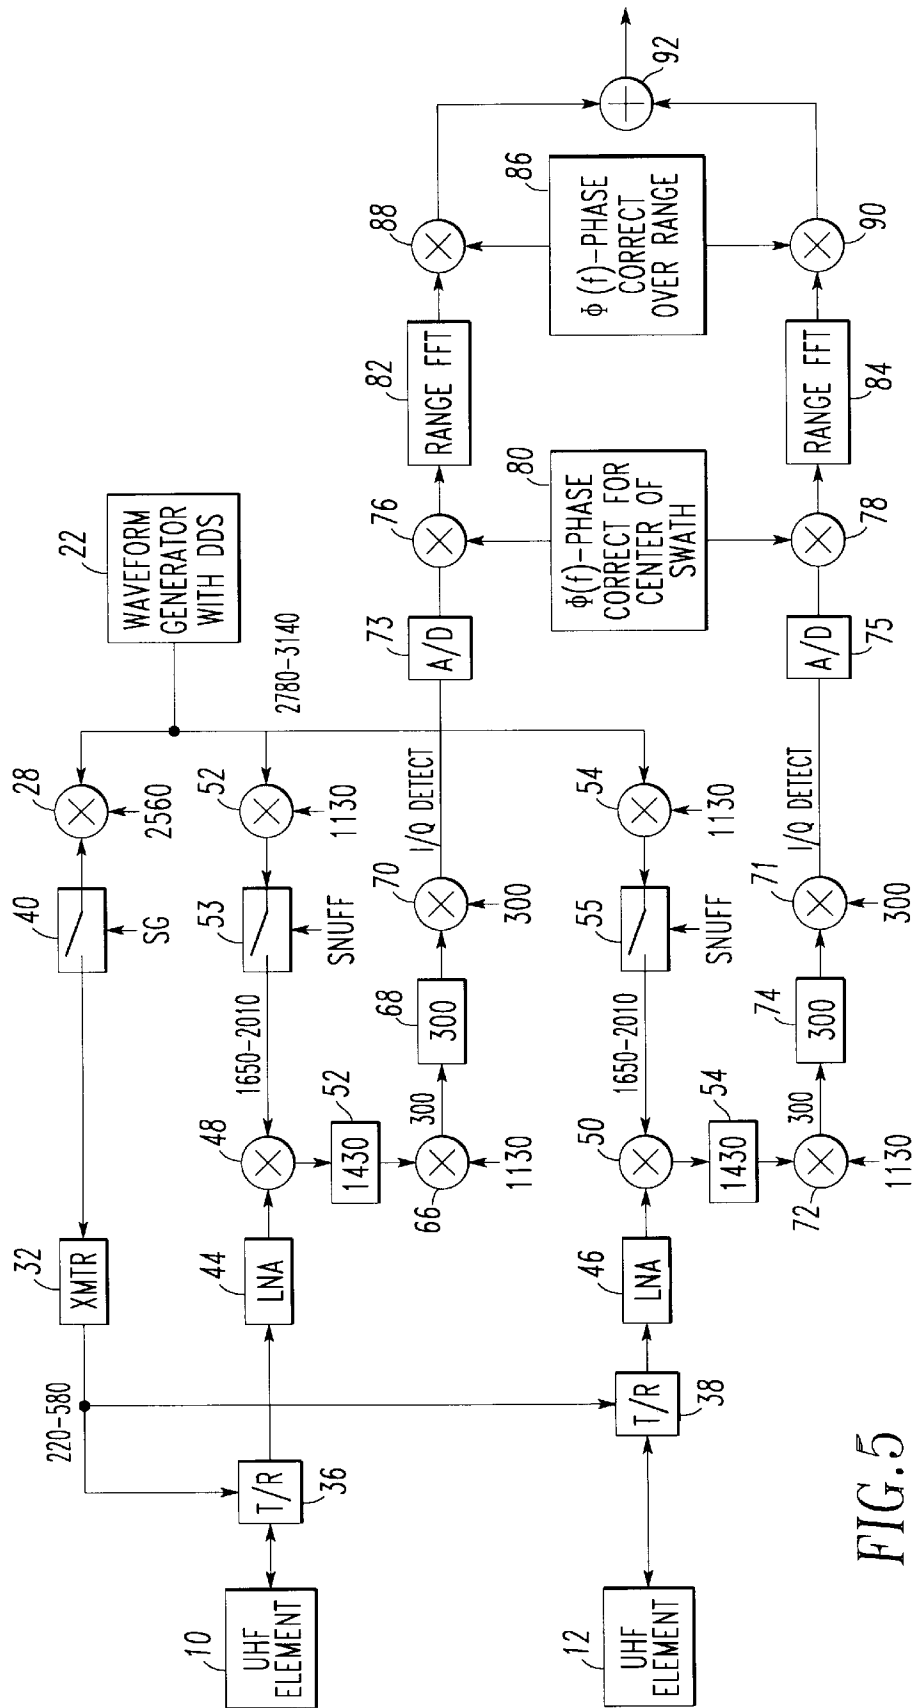 22
WAVEFORM
GENERATOR
WITH DDS
2780-3140
28
2560
40
SG
32
XMTR
220-580
52
1130
53
SNUFF
1650-2010
48
44
LNA
T/R
36
10
UHF
ELEMENT
52
1430
66
1130
300
68
300
70
300
I/Q DETECT
73
A/D
76
82
RANGE FFT
88
80
Φ(f)-PHASE
CORRECT FOR
CENTER OF
SWATH
86
Φ(f)-PHASE
CORRECT
OVER RANGE
92
54
1130
55
SNUFF
1650-2010
50
46
LNA
T/R
38
12
UHF
ELEMENT
54
1430
72
1130
300
74
300
71
300
I/Q DETECT
A/D
75
78
RANGE FFT
84
90
FIG.5